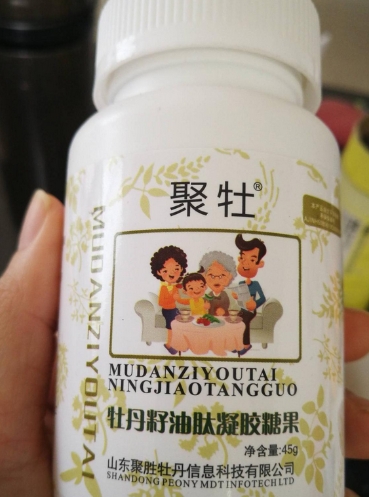 聚牡®
MUDANZIYOUTAI
MUDANZIYOUTAI
NINGJIAOTANGGUO
牡丹籽油肽凝胶糖果
净含量:45g
山东聚胜牡丹信息科技有限公司
SHANDONG PEONY MDT INFOTECH LTD